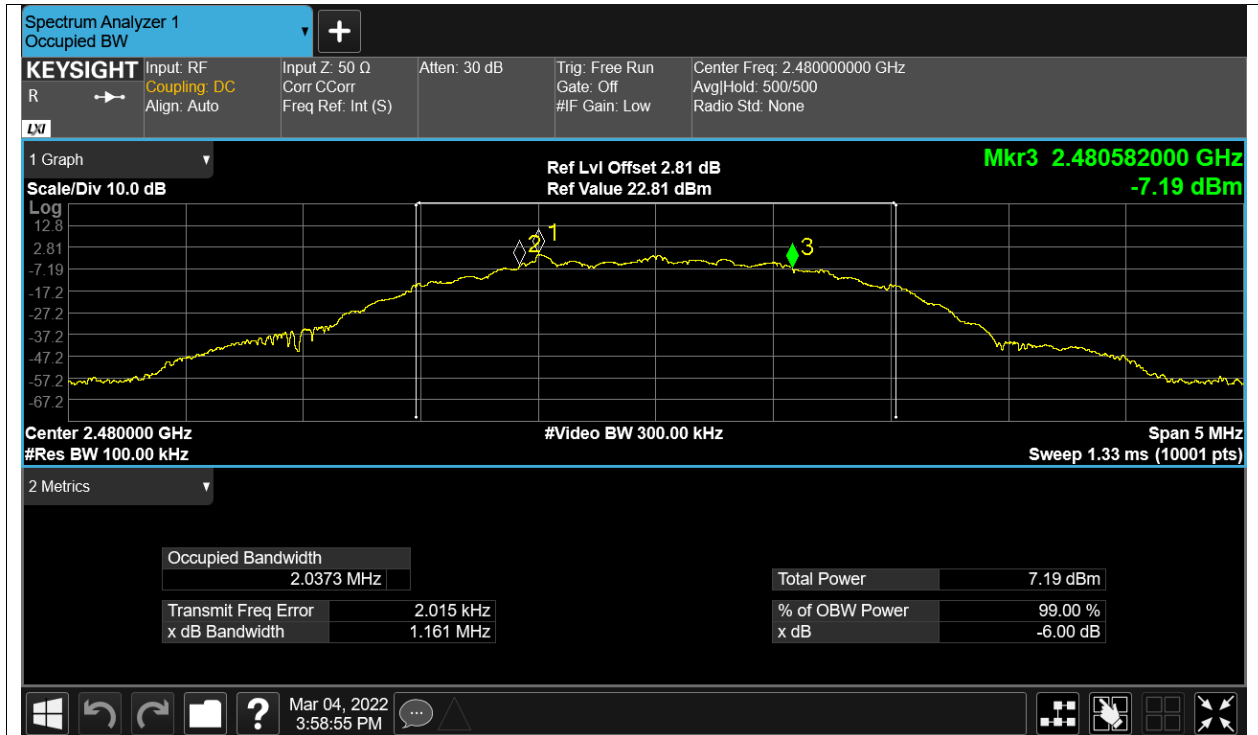 Spectrum Analyzer 1
Occupied BW
+
KEYSIGHT
R
LXI
Input: RF
Coupling: DC
Align: Auto
Input Z: 50 Ω
Corr CCorr
Freq Ref: Int (S)
Atten: 30 dB
Trig: Free Run
Gate: Off
#IF Gain: Low
Center Freq: 2.480000000 GHz
Avg|Hold: 500/500
Radio Std: None
1 Graph
Scale/Div 10.0 dB
Ref Lvl Offset 2.81 dB
Ref Value 22.81 dBm
Mkr3 2.480582000 GHz
-7.19 dBm
Log
12.8
2.81
-7.19
-17.2
-27.2
-37.2
-47.2
-57.2
-67.2
2
1
3
Center 2.480000 GHz
#Res BW 100.00 kHz
#Video BW 300.00 kHz
Span 5 MHz
Sweep 1.33 ms (10001 pts)
2 Metrics
Occupied Bandwidth
2.0373 MHz
Transmit Freq Error 2.015 kHz
x dB Bandwidth 1.161 MHz
Total Power 7.19 dBm
% of OBW Power 99.00 %
x dB -6.00 dB
?
Mar 04, 2022
3:58:55 PM